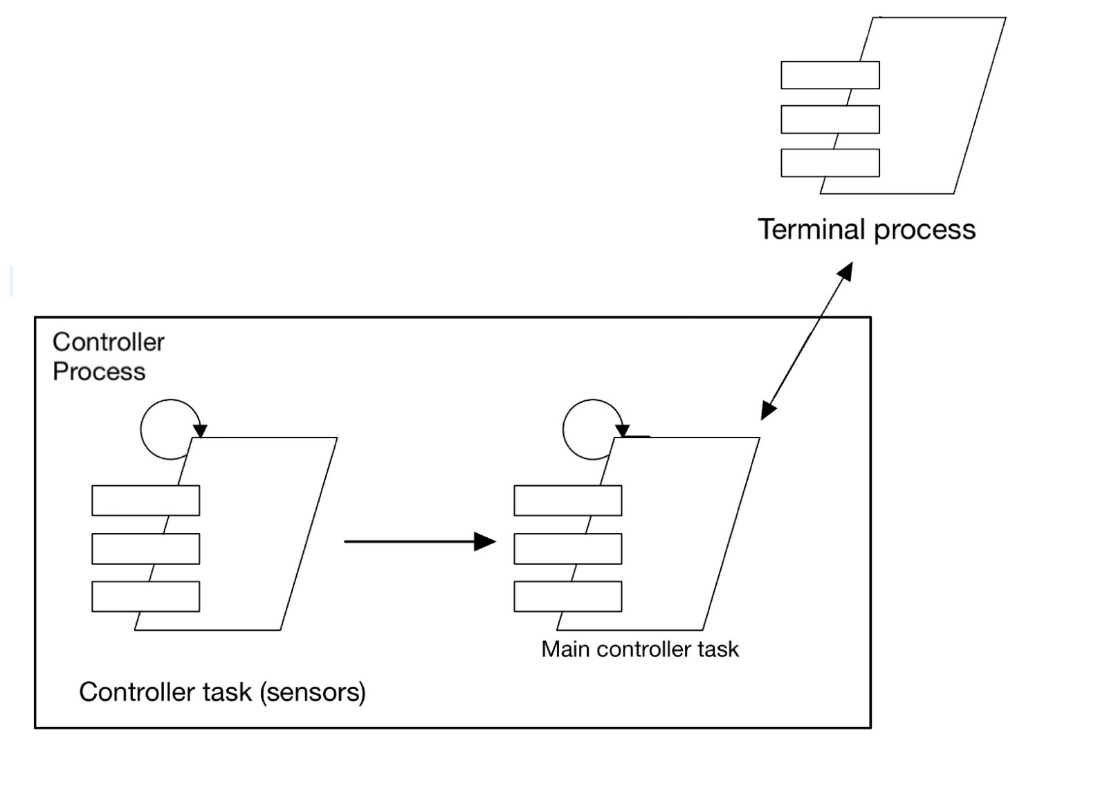 Terminal process
Controller
Process
Main controller task
Controller task (sensors)